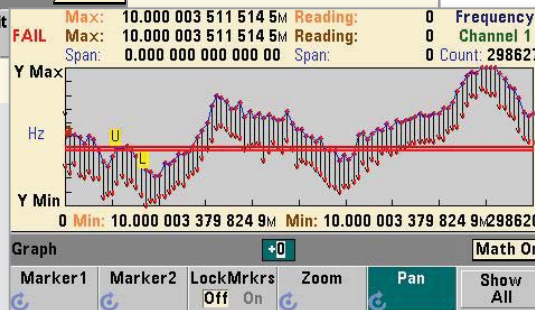 it
Max: 10.000 003 511 514 5M Reading: 0 Frequency
FAIL Max: 10.000 003 511 514 5M Reading: 0 Channel 1
Span: 0.000 000 000 000 00 Span: 0 Count: 298627
Y Max
U
Hz
L
Y Min
0 Min: 10.000 003 379 824 9M Min: 10.000 003 379 824 9M 298620
Graph +0 Math On
Marker1 Marker2 LockMrkrs Zoom Pan Show
Off On All